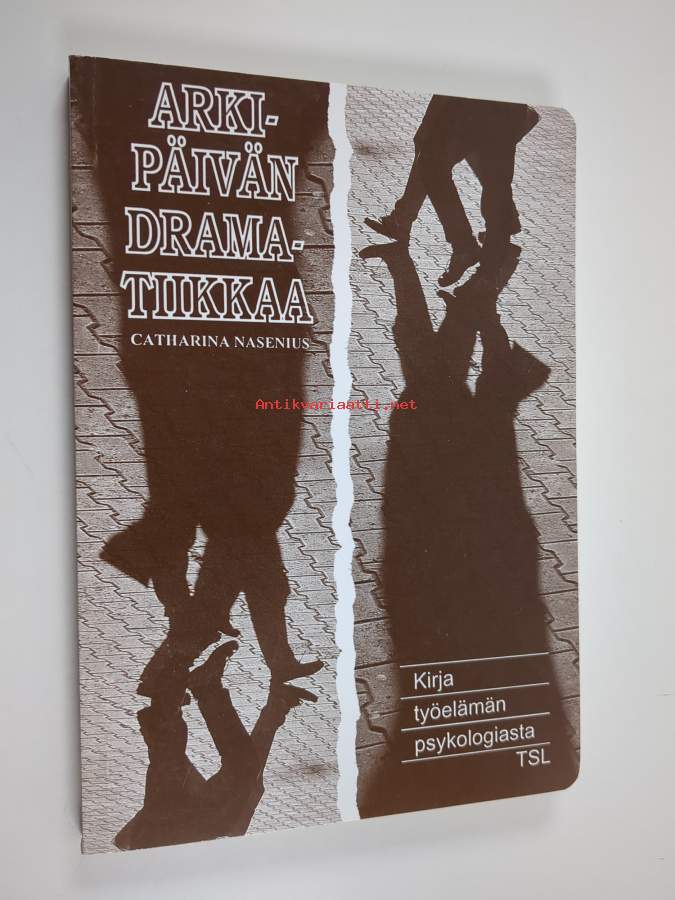 ARKI-
PÄIVÄN
DRAMA-
TIIKKAA
CATHARINA NASENIUS
Antikvariaatti.net
Kirja
työelämän
psykologiasta
TSL